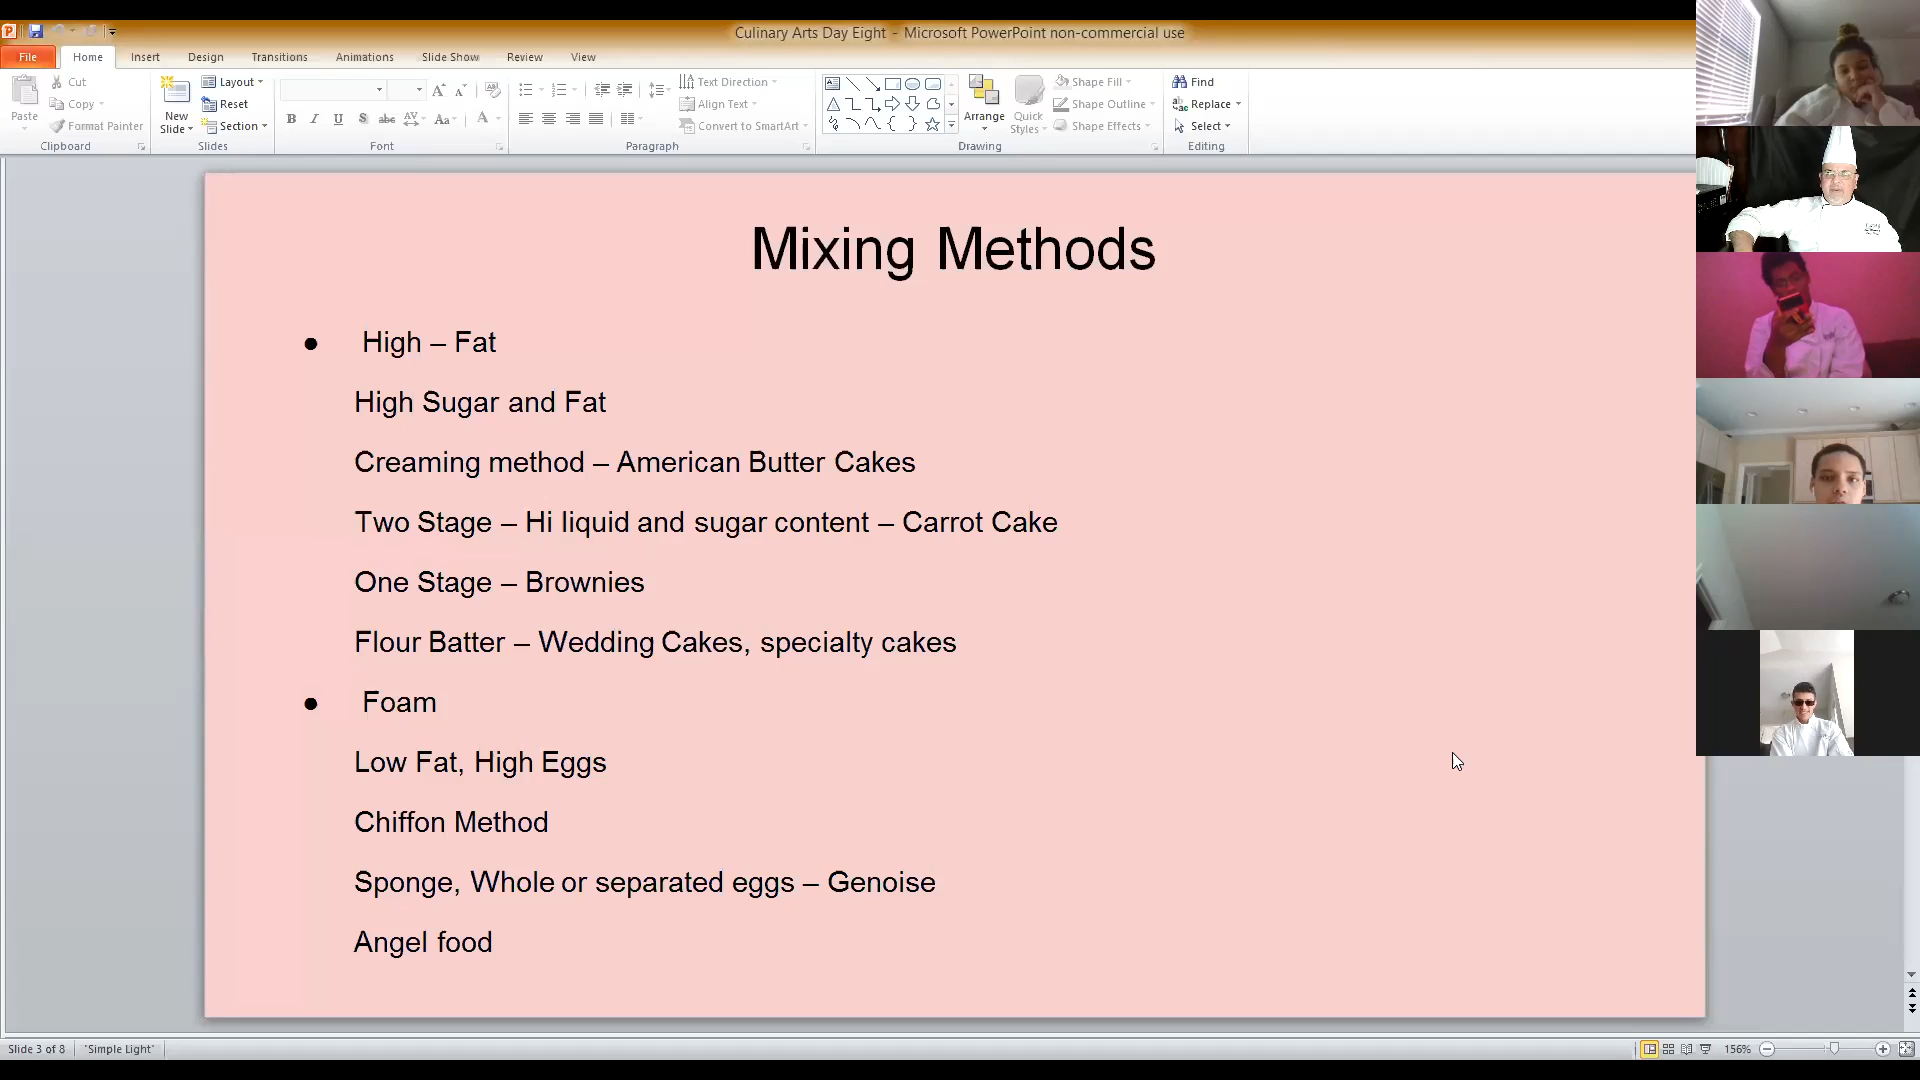 Culinary Arts Day Eight - Microsoft PowerPoint non-commercial use
File Home Insert Design Transitions Animations Slide Show Review View
Paste
Cut
Copy
Format Painter
Clipboard
New Slide
Layout
Reset
Section
Slides
B I U S abc AV Aa A
Font
Text Direction
Align Text
Convert to SmartArt
Paragraph
Arrange
Quick Styles
Shape Fill
Shape Outline
Shape Effects
Drawing
Find
Replace
Select
Editing
Mixing Methods
● High – Fat
High Sugar and Fat
Creaming method – American Butter Cakes
Two Stage – Hi liquid and sugar content – Carrot Cake
One Stage – Brownies
Flour Batter – Wedding Cakes, specialty cakes
● Foam
Low Fat, High Eggs
Chiffon Method
Sponge, Whole or separated eggs – Genoise
Angel food
Slide 3 of 8 "Simple Light" 156%